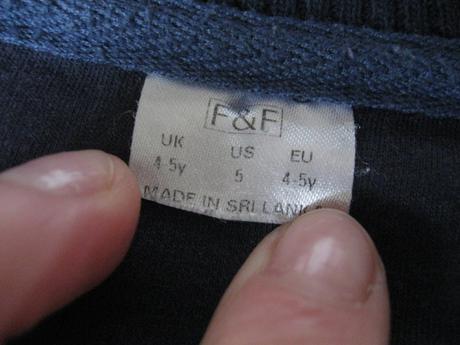 F&F
UK US EU
4-5y 5 4-5y
MADE IN SRI LANKA